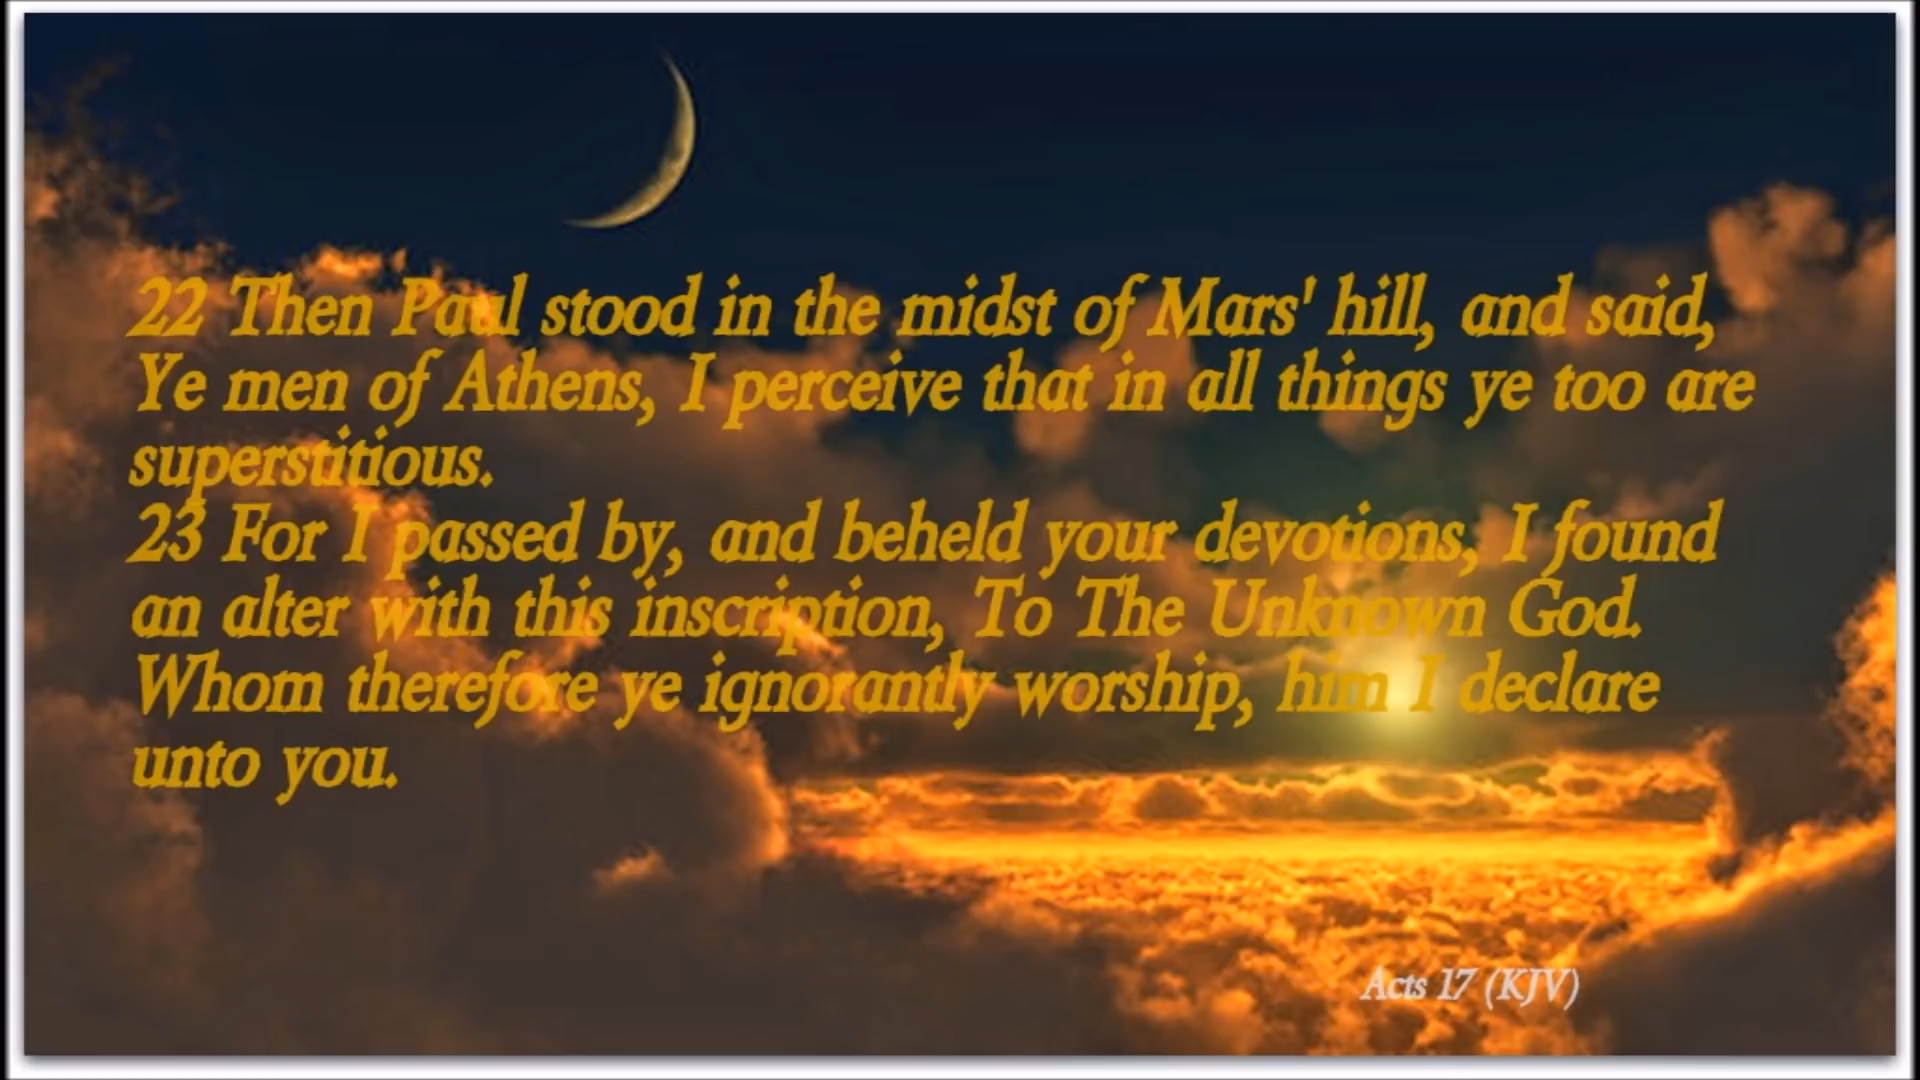 22 Then Paul stood in the midst of Mars' hill, and said,
Ye men of Athens, I perceive that in all things ye too are
superstitious.
23 For I passed by, and beheld your devotions, I found
an alter with this inscription, To The Unknown God.
Whom therefore ye ignorantly worship, him I declare
unto you.
Acts 17 (KJV)